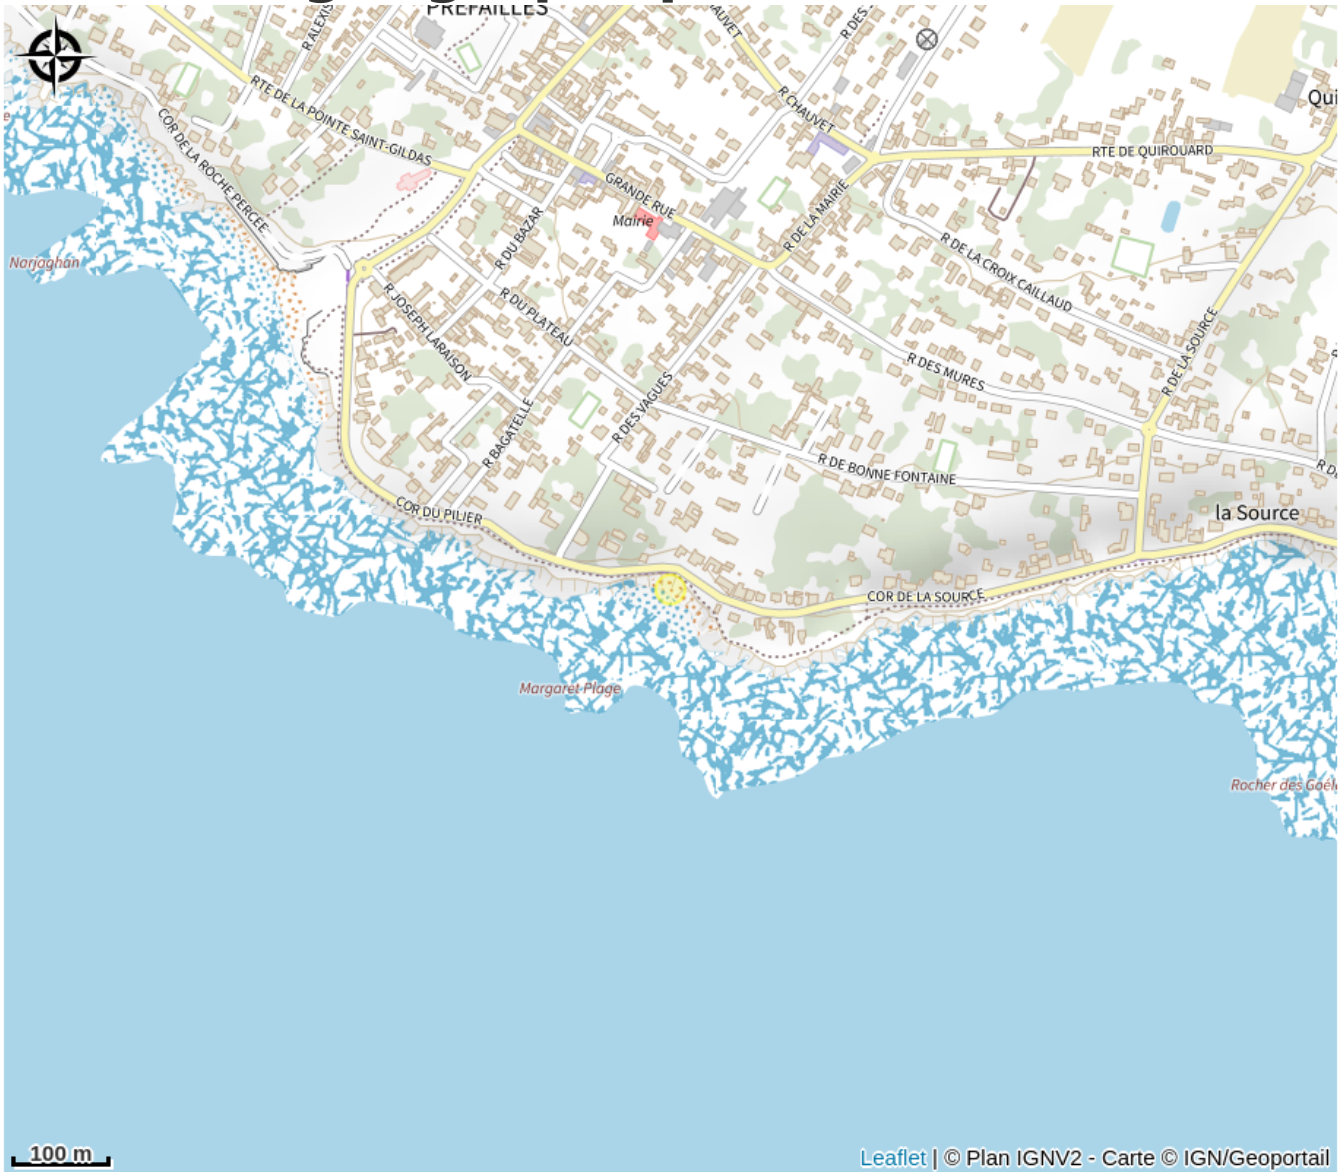 PREFAILLES
R ALEXIS
R DES
R CHAUVET
RTE DE LA POINTE SAINT-GILDAS
COR DE LA ROCHE PERCEE
Qui
RTE DE QUIROUARD
GRANDE RUE
Mairie
R DE LA MAIRIE
R DU BAZAR
R DE LA CROIX CAILLAUD
Narjaghan
R JOSEPH LARAISON
R DU PLATEAU
R DE LA SOURCE
R DES MURES
R DES VAGUES
R BAGATELLE
R DE BONNE FONTAINE
COR DU PILIER
la Source
COR DE LA SOURCE
Margaret Plage
Rocher des Goél
100 m
Leaflet | © Plan IGNV2 - Carte © IGN/Geoportail